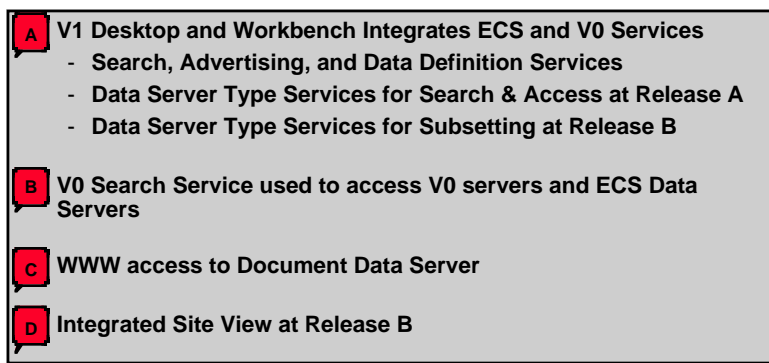 A V1 Desktop and Workbench Integrates ECS and V0 Services
- Search, Advertising, and Data Definition Services
- Data Server Type Services for Search & Access at Release A
- Data Server Type Services for Subsetting at Release B
B V0 Search Service used to access V0 servers and ECS Data
Servers
C WWW access to Document Data Server
D Integrated Site View at Release B